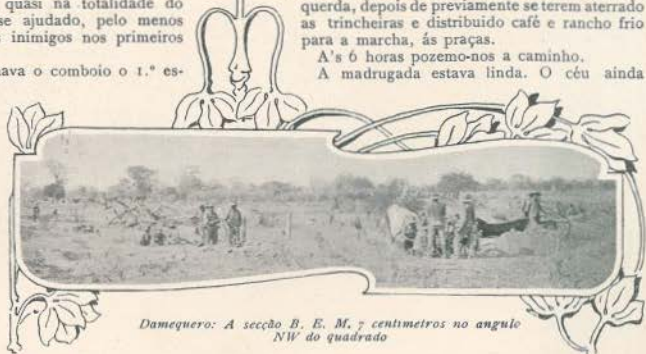 quasi na totalidade do
se ajudado, pelo menos
inimigos nos primeiros
ava o comboio o 1.º es-
querda, depois de previamente se terem aterrado
as trincheiras e distribuido café e rancho frio
para a marcha, ás praças.
A's 6 horas pozemo-nos a caminho.
A madrugada estava linda. O céu ainda
Damequero: A secção B. E. M. 7 centimetros no angulo
NW do quadrado